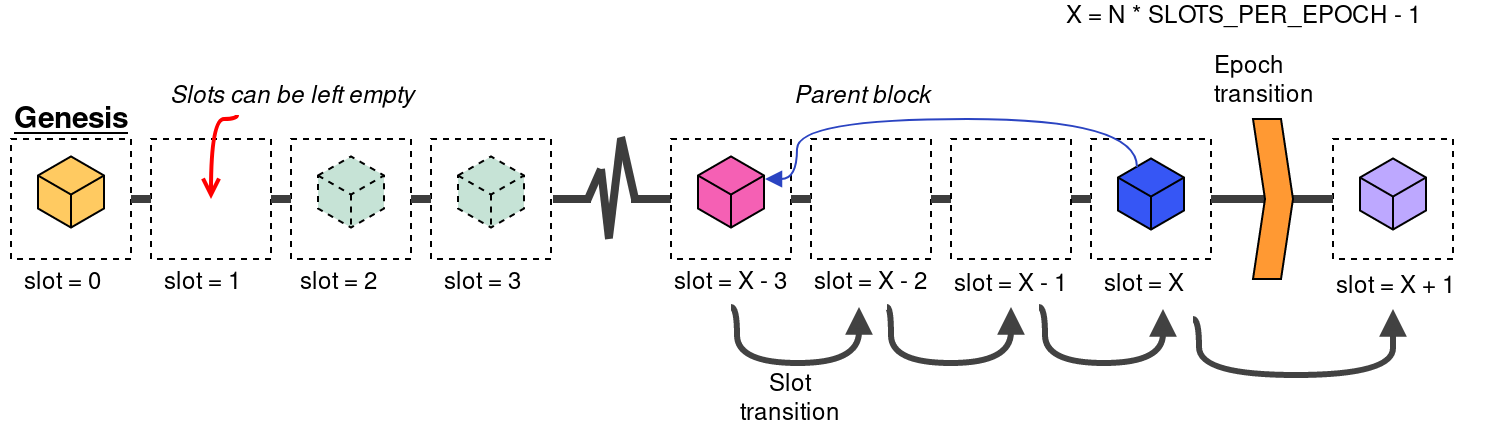 X = N * SLOTS_PER_EPOCH - 1
Epoch
transition
Slots can be left empty
Parent block
Genesis
slot = 0
slot = 1
slot = 2
slot = 3
slot = X - 3
slot = X - 2
slot = X - 1
slot = X
slot = X + 1
Slot
transition